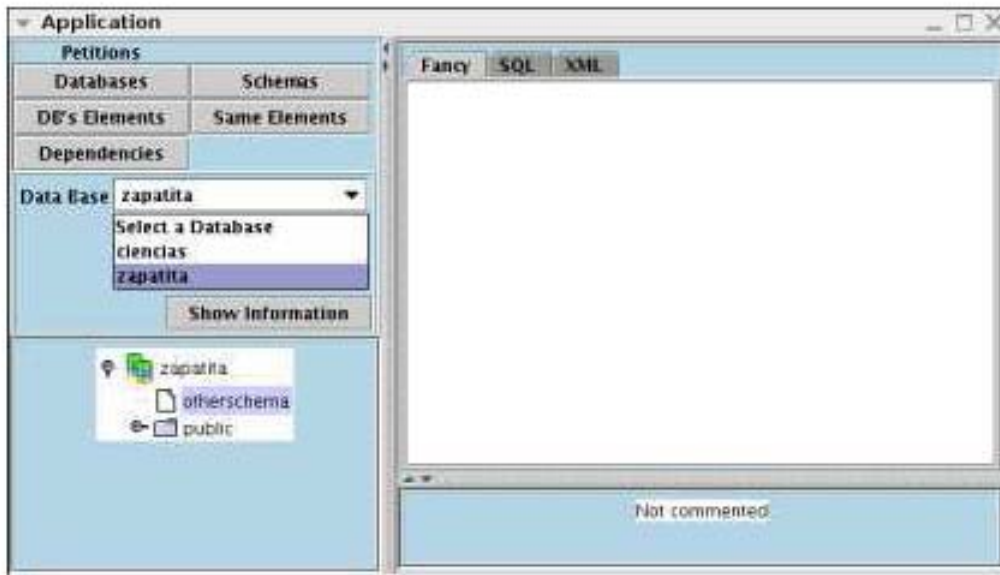 Application
Petitions
Databases Schemas
DB's Elements Same Elements
Dependencies
Data Base zapatita
Select a Database
ciencias
zapatita
Show Information
zapatita
otherschema
public
Fancy SQL XML
Not commented